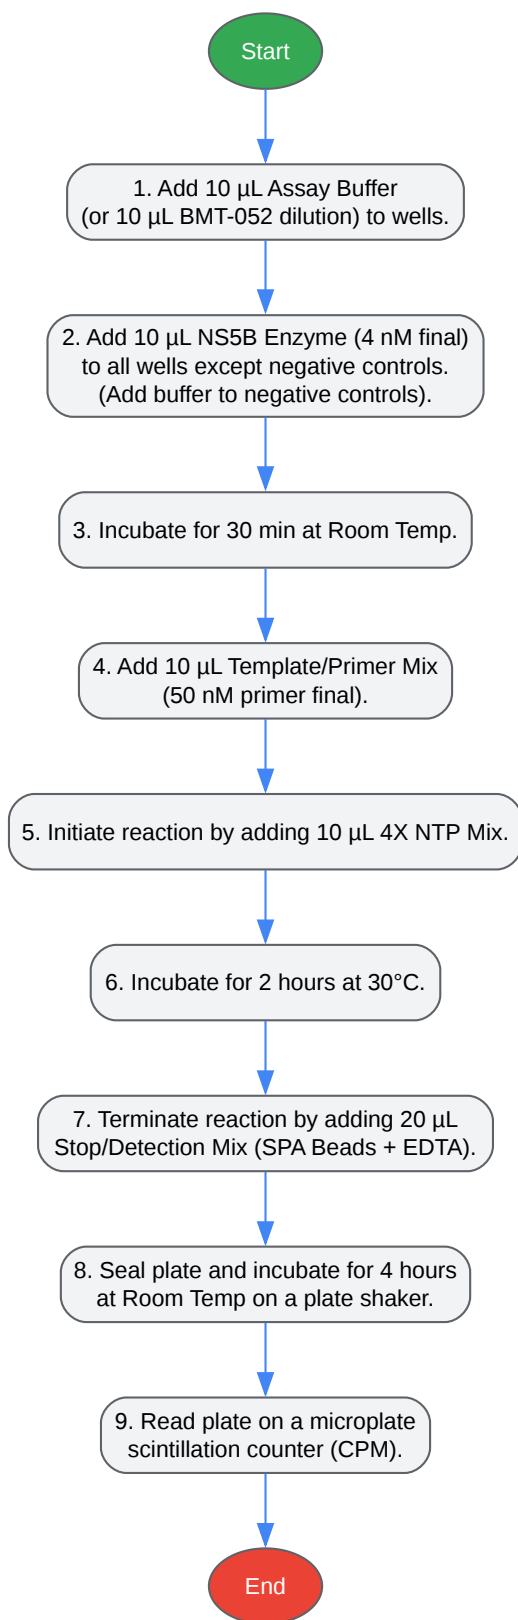 Start
1. Add 10 µL Assay Buffer
(or 10 µL BMT-052 dilution) to wells.
2. Add 10 µL NS5B Enzyme (4 nM final)
to all wells except negative controls.
(Add buffer to negative controls).
3. Incubate for 30 min at Room Temp.
4. Add 10 µL Template/Primer Mix
(50 nM primer final).
5. Initiate reaction by adding 10 µL 4X NTP Mix.
6. Incubate for 2 hours at 30°C.
7. Terminate reaction by adding 20 µL
Stop/Detection Mix (SPA Beads + EDTA).
8. Seal plate and incubate for 4 hours
at Room Temp on a plate shaker.
9. Read plate on a microplate
scintillation counter (CPM).
End